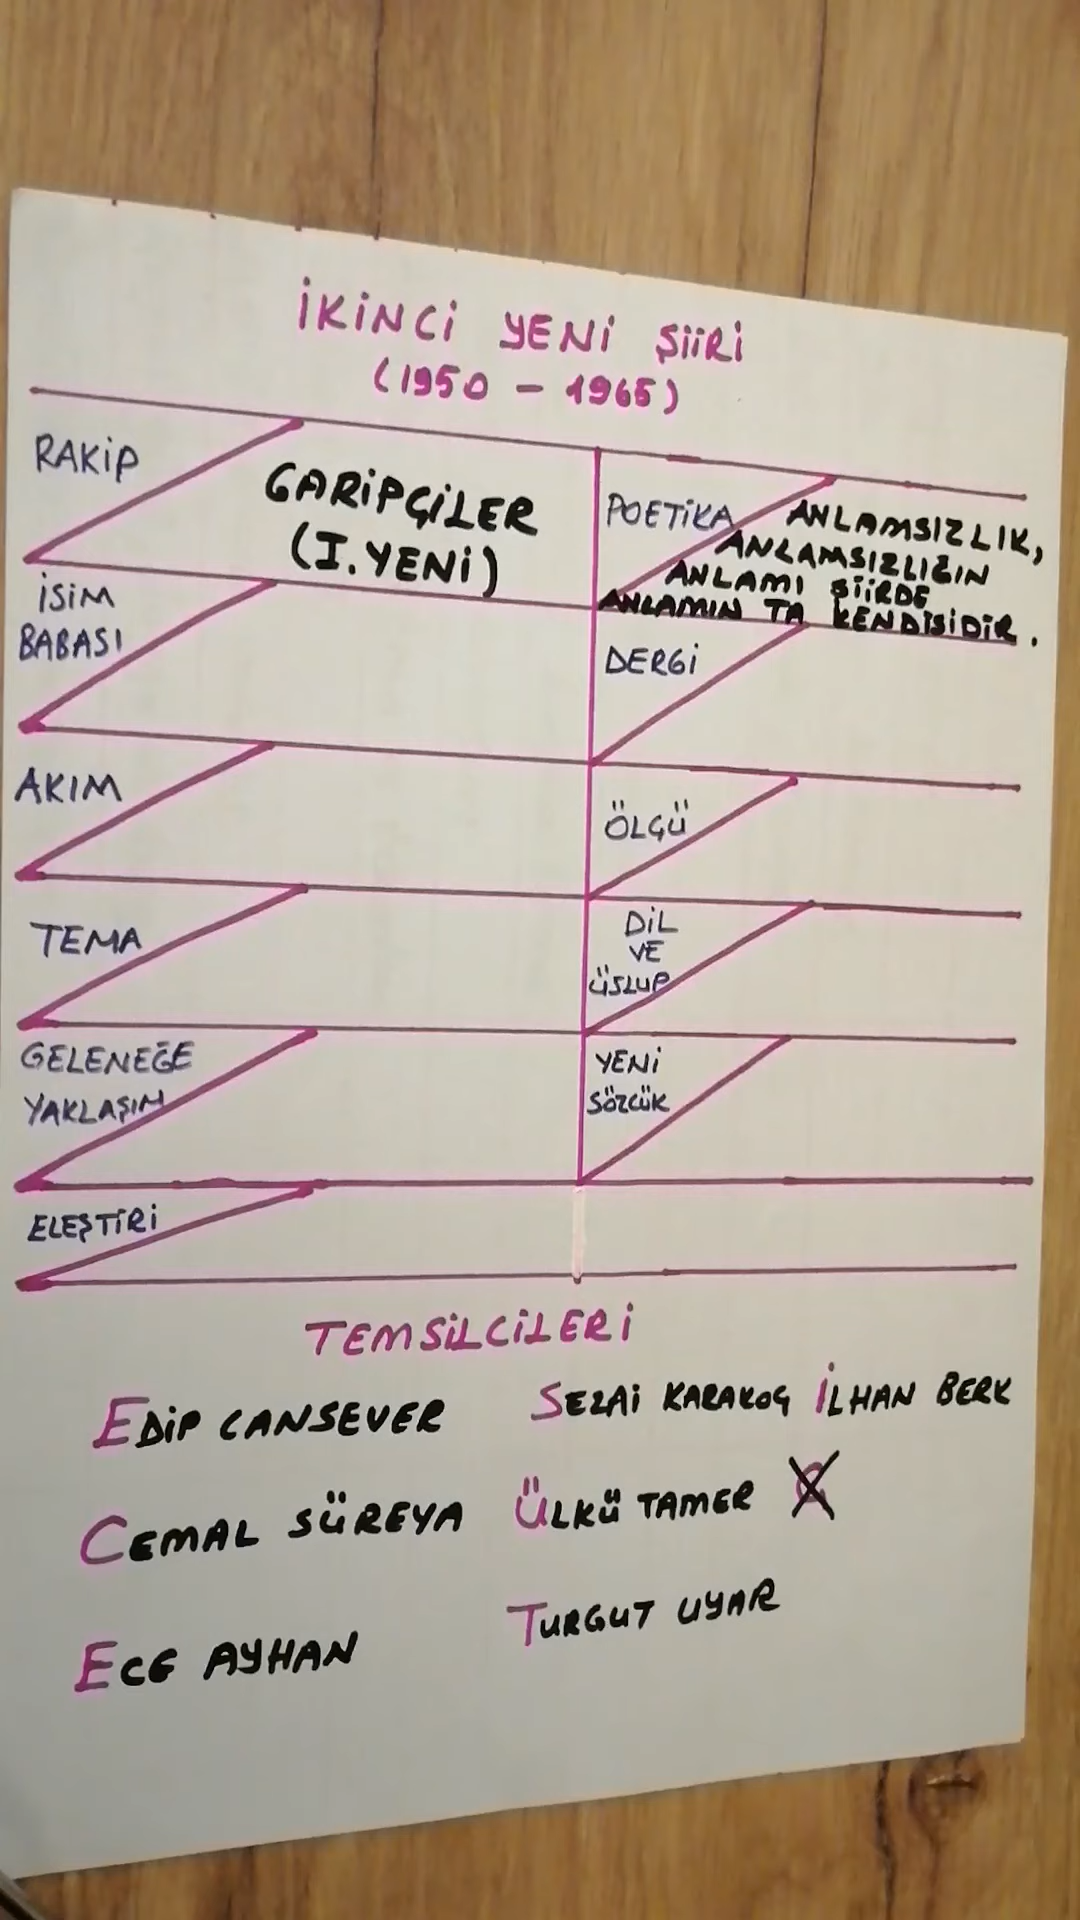 İKİNCİ YENİ ŞİİRİ
(1950 - 1965)
RAKİP
GARİPÇİLER
(I. YENİ)
POETİKA
ANLAMSIZLIK,
ANLAMSIZLIĞIN
ANLAMI ŞİİRDE
ANLAMIN TA KENDİSİDİR.
İSİM
BABASI
DERGİ
AKIM
ÖLÇÜ
TEMA
DİL
VE
ÜSLUP
GELENEĞE
YAKLAŞIM
YENİ
SÖZCÜK
ELEŞTİRİ
TEMSİLCİLERİ
EDİP CANSEVER SEZAİ KARAKOÇ İLHAN BERK
CEMAL SÜREYA ÜLKÜ TAMER
ECE AYHAN TURGUT UYAR